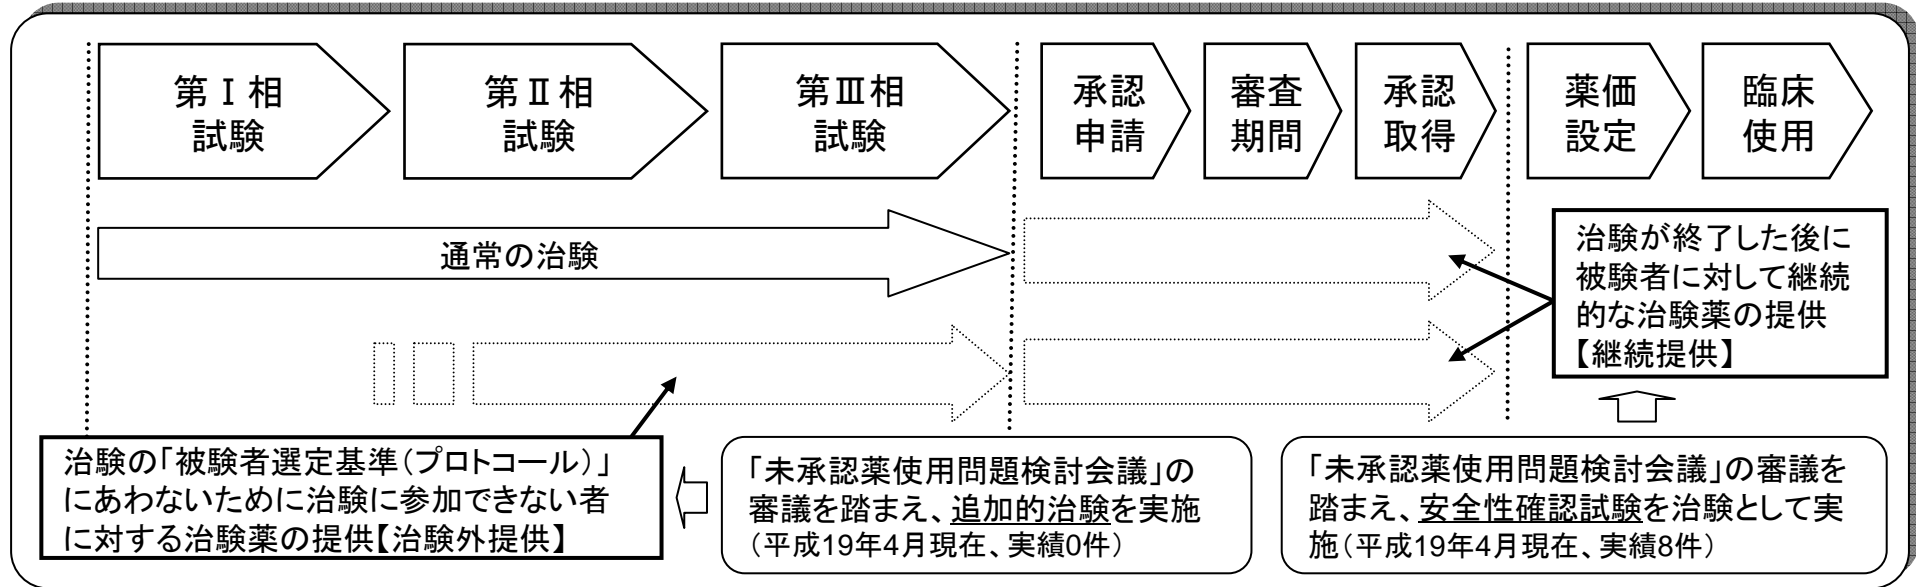 第Ⅰ相
試験
第Ⅱ相
試験
第Ⅲ相
試験
承認
申請
審査
期間
承認
取得
薬価
設定
臨床
使用
通常の治験
治験が終了した後に
被験者に対して継続
的な治験薬の提供
【継続提供】
治験の「被験者選定基準（プロトコール）」
にあわないために治験に参加できない者
に対する治験薬の提供【治験外提供】
「未承認薬使用問題検討会議」の
審議を踏まえ、追加的治験を実施
（平成19年4月現在、実績0件）
「未承認薬使用問題検討会議」の審議を
踏まえ、安全性確認試験を治験として実
施（平成19年4月現在、実績8件）